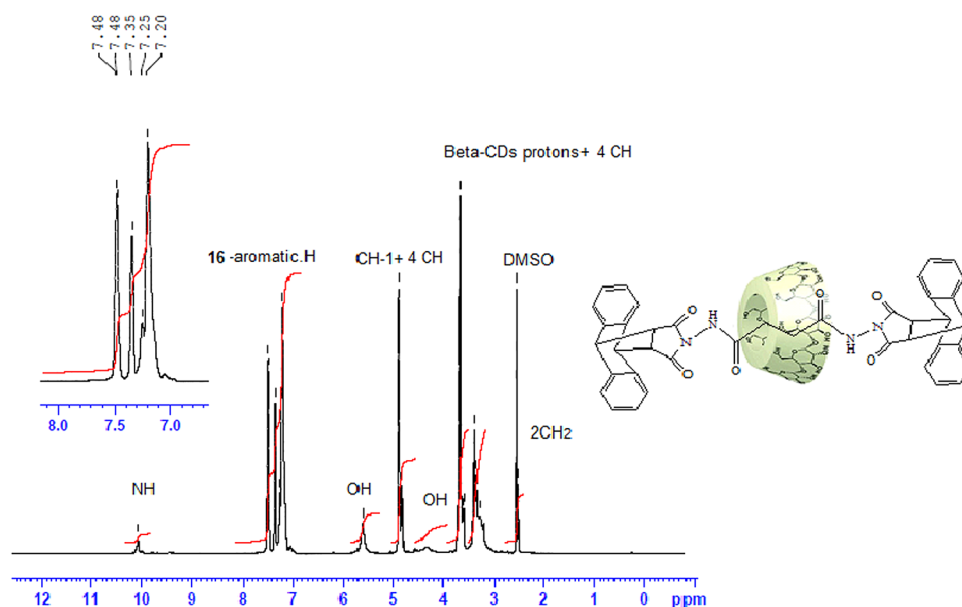 7.48
7.48
7.35
7.25
7.20
Beta-CDs protons + 4 CH
16 -aromatic.H
CH-1+ 4 CH
DMSO
2CH2
NH
OH
OH
8.0 7.5 7.0
O
O
NH
N
O
O
O
N
H
N
O
O
12 11 10 9 8 7 6 5 4 3 2 1 0 ppm